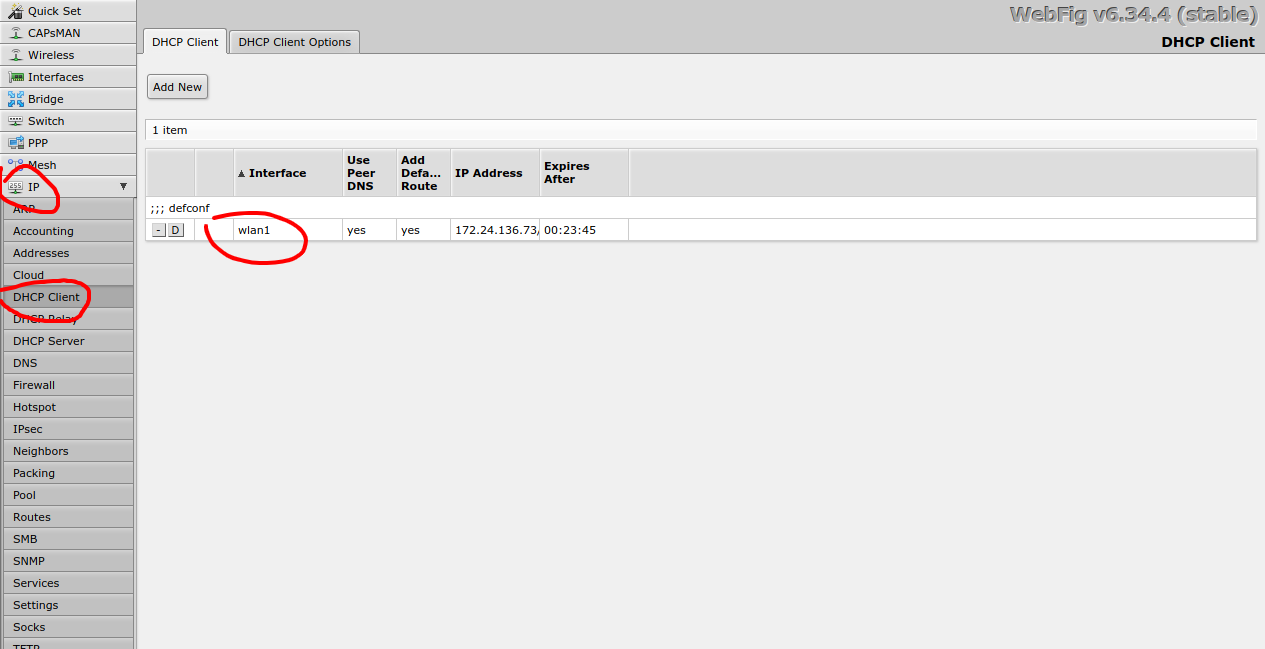 Quick Set
CAPsMAN
Wireless
Interfaces
Bridge
Switch
PPP
Mesh
IP
ARP
Accounting
Addresses
Cloud
DHCP Client
DHCP Relay
DHCP Server
DNS
Firewall
Hotspot
IPsec
Neighbors
Packing
Pool
Routes
SMB
SNMP
Services
Settings
Socks
TFTP
WebFig v6.34.4 (stable)
DHCP Client DHCP Client Options
DHCP Client
Add New
1 item
▲ Interface Use Peer DNS Add Defa... Route IP Address Expires After
;;; defconf
- D wlan1 yes yes 172.24.136.73/ 00:23:45